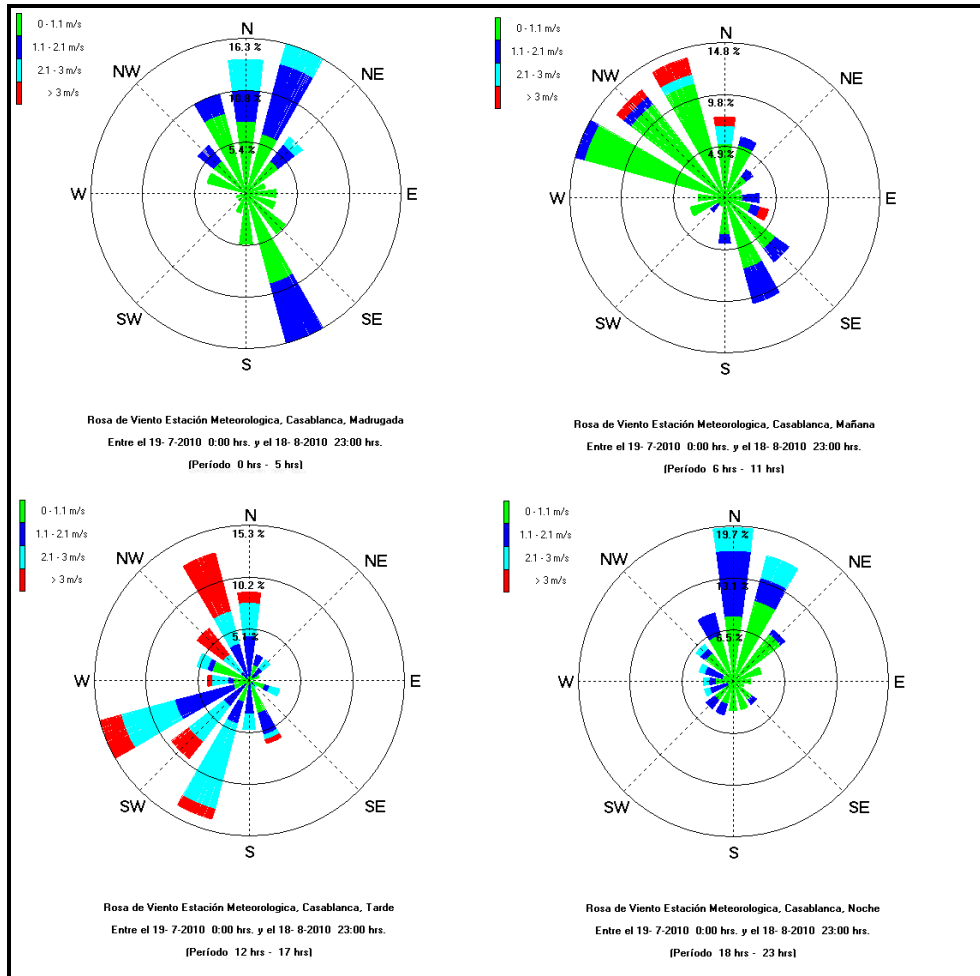 0 - 1.1 m/s
1.1 - 2.1 m/s
2.1 - 3 m/s
> 3 m/s
N
16.3 %
10.8 %
5.4 %
NW
NE
W
E
SW
SE
S
Rosa de Viento Estación Meteorologica, Casablanca, Madrugada
Entre el 19- 7-2010 0:00 hrs. y el 18- 8-2010 23:00 hrs.
(Período 0 hrs - 5 hrs)
0 - 1.1 m/s
1.1 - 2.1 m/s
2.1 - 3 m/s
> 3 m/s
N
14.8 %
9.8 %
4.9 %
NW
NE
W
E
SW
SE
S
Rosa de Viento Estación Meteorologica, Casablanca, Mañana
Entre el 19- 7-2010 0:00 hrs. y el 18- 8-2010 23:00 hrs.
(Período 6 hrs - 11 hrs)
0 - 1.1 m/s
1.1 - 2.1 m/s
2.1 - 3 m/s
> 3 m/s
N
15.3 %
10.2 %
5.1 %
NW
NE
W
E
SW
SE
S
Rosa de Viento Estación Meteorologica, Casablanca, Tarde
Entre el 19- 7-2010 0:00 hrs. y el 18- 8-2010 23:00 hrs.
(Período 12 hrs - 17 hrs)
0 - 1.1 m/s
1.1 - 2.1 m/s
2.1 - 3 m/s
> 3 m/s
N
19.7 %
13.1 %
6.5 %
NW
NE
W
E
SW
SE
S
Rosa de Viento Estación Meteorologica, Casablanca, Noche
Entre el 19- 7-2010 0:00 hrs. y el 18- 8-2010 23:00 hrs.
(Período 18 hrs - 23 hrs)